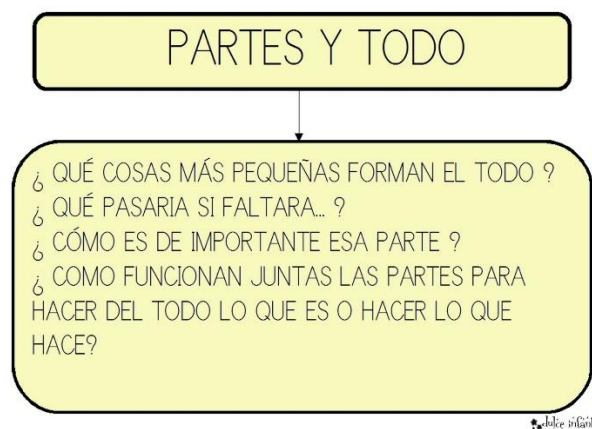 PARTES Y TODO
¿ QUÉ COSAS MÁS PEQUEÑAS FORMAN EL TODO ?
¿ QUÉ PASARIA SI FALTARA... ?
¿ CÓMO ES DE IMPORTANTE ESA PARTE ?
¿ COMO FUNCIONAN JUNTAS LAS PARTES PARA
HACER DEL TODO LO QUE ES O HACER LO QUE
HACE?
dulce infant